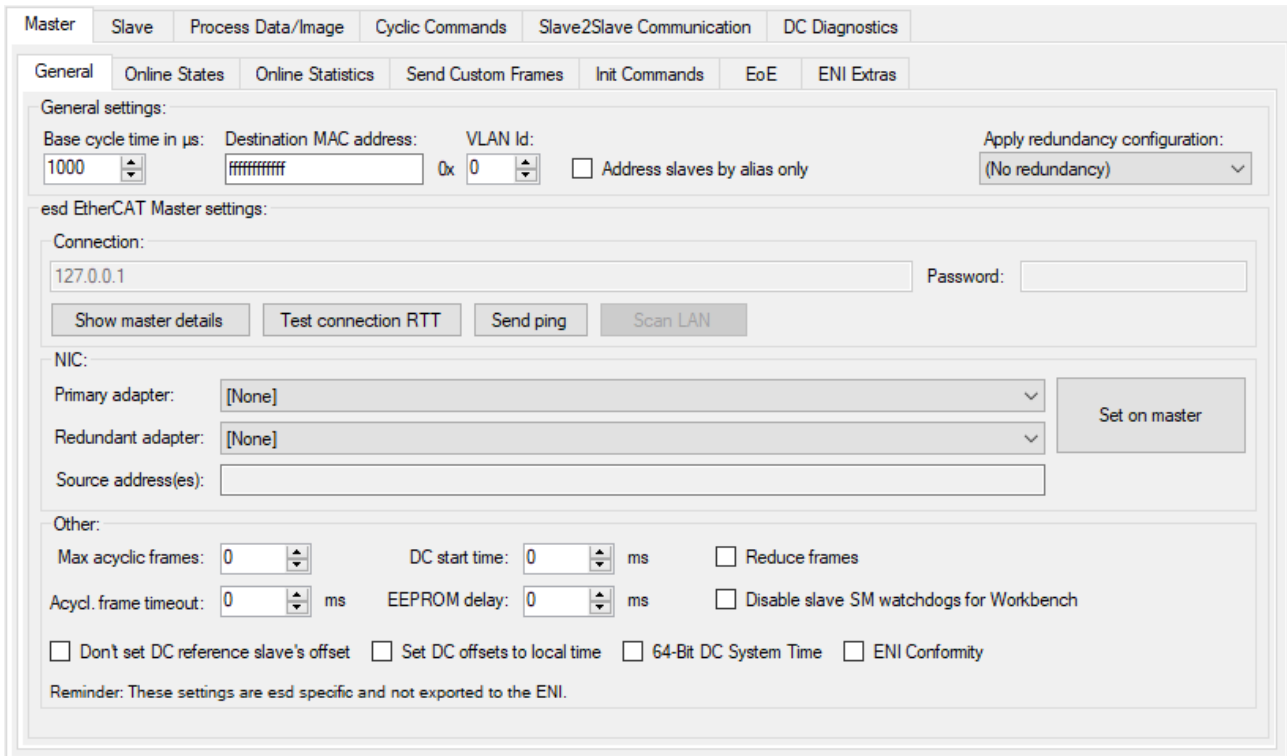 Master Slave Process Data/Image Cyclic Commands Slave2Slave Communication DC Diagnostics
General Online States Online Statistics Send Custom Frames Init Commands EoE ENI Extras
General settings:
Base cycle time in µs: Destination MAC address: VLAN Id: Apply redundancy configuration:
1000 ffffffffffff 0x 0 Address slaves by alias only (No redundancy)
esd EtherCAT Master settings:
Connection:
127.0.0.1 Password:
Show master details Test connection RTT Send ping Scan LAN
NIC:
Primary adapter: [None]
Set on master
Redundant adapter: [None]
Source address(es):
Other:
Max acyclic frames: 0 DC start time: 0 ms Reduce frames
Acycl. frame timeout: 0 ms EEPROM delay: 0 ms Disable slave SM watchdogs for Workbench
Don't set DC reference slave's offset Set DC offsets to local time 64-Bit DC System Time ENI Conformity
Reminder: These settings are esd specific and not exported to the ENI.